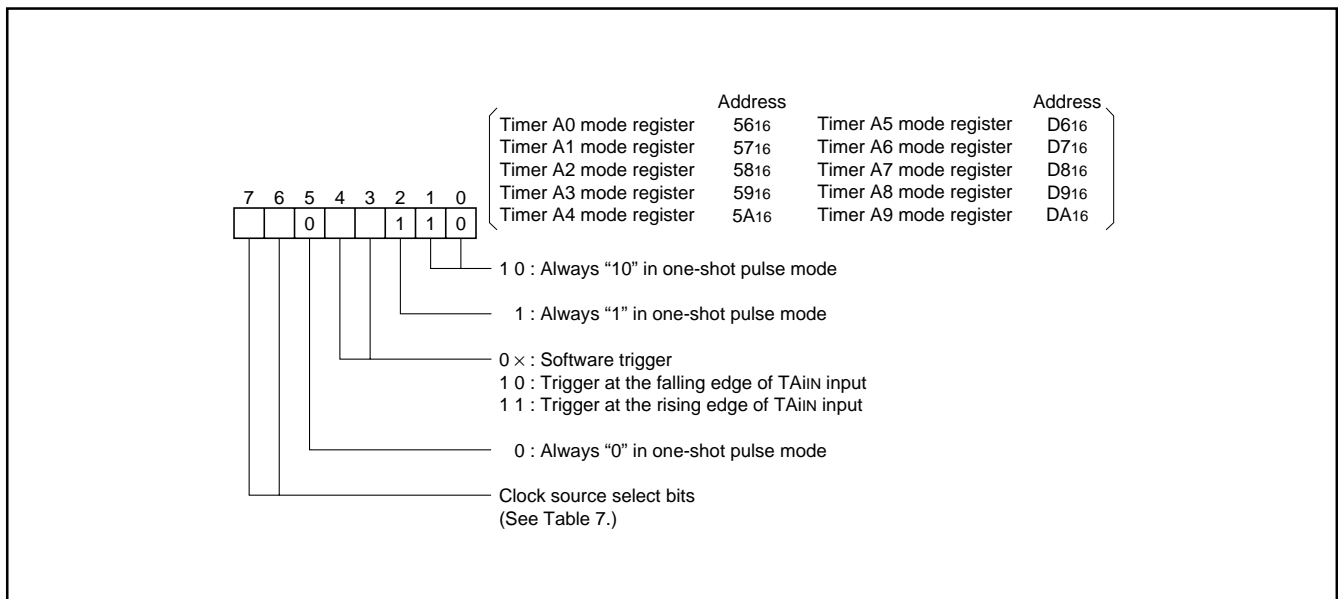 Address Address
Timer A0 mode register 5616 Timer A5 mode register D616
Timer A1 mode register 5716 Timer A6 mode register D716
Timer A2 mode register 5816 Timer A7 mode register D816
Timer A3 mode register 5916 Timer A8 mode register D916
Timer A4 mode register 5A16 Timer A9 mode register DA16
7 6 5 4 3 2 1 0
0 1 1 0
1 0 : Always “10” in one-shot pulse mode
1 : Always “1” in one-shot pulse mode
0 × : Software trigger
1 0 : Trigger at the falling edge of TAiIN input
1 1 : Trigger at the rising edge of TAiIN input
0 : Always “0” in one-shot pulse mode
Clock source select bits
(See Table 7.)